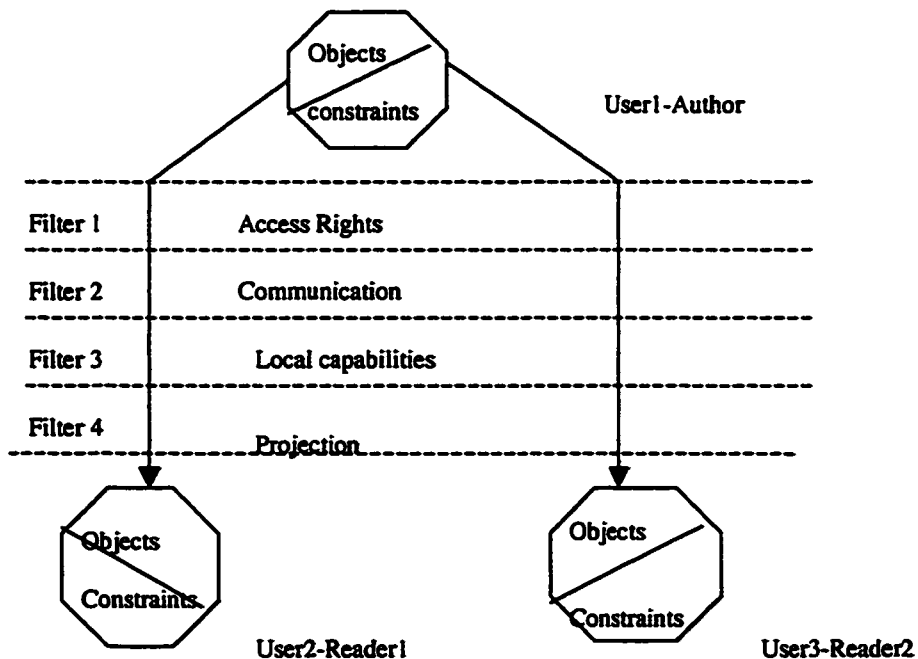 Objects
constraints
User1-Author
Filter 1 Access Rights
Filter 2 Communication
Filter 3 Local capabilities
Filter 4 Projection
Objects
Constraints
User2-Reader1
Objects
Constraints
User3-Reader2